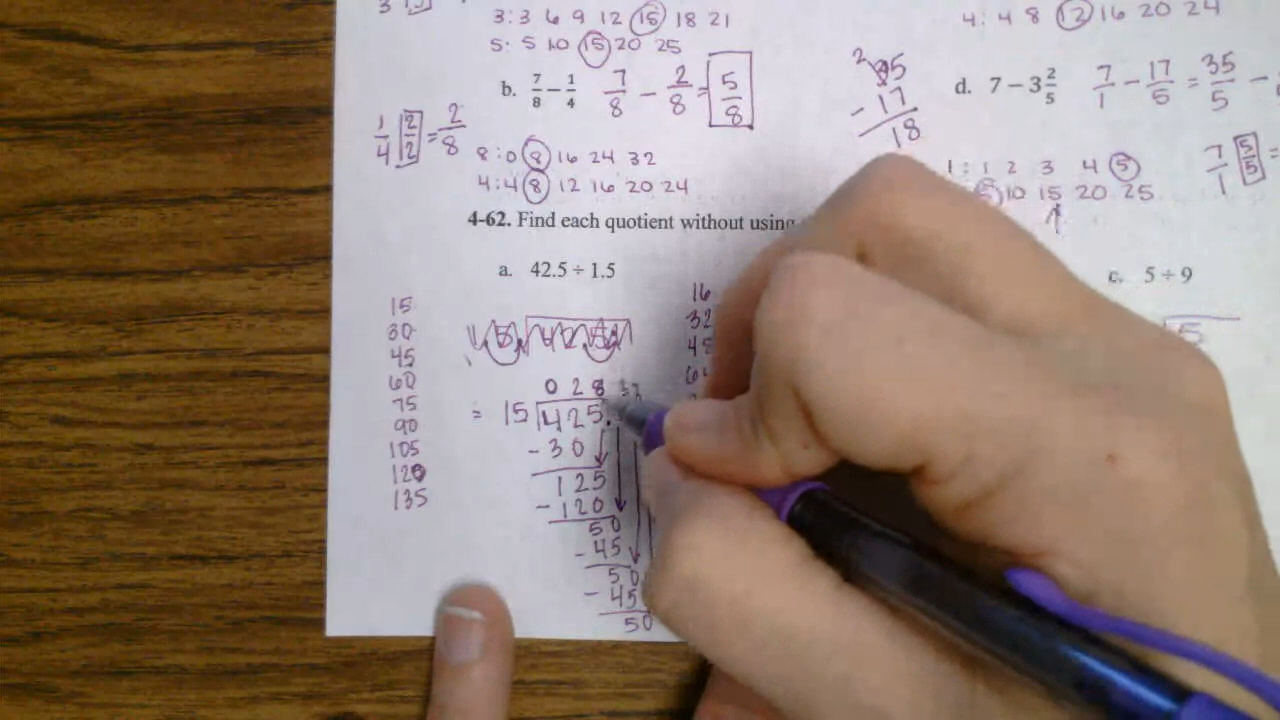 3: 3 6 9 12 15 18 21
4: 4 8 12 16 20 24
5: 5 10 15 20 25
b. 7/8 − 1/4 7/8 − 2/8 = 5/8
35
− 17
18
d. 7 − 3 2/5 7/1 − 17/5 = 35/5 −
1/4 2/2 = 2/8
8: 0 8 16 24 32
4: 4 8 12 16 20 24
1: 1 2 3 4 5
5 10 15 20 25
7/1 5/5 =
4-62. Find each quotient without using
a. 42.5 ÷ 1.5
c. 5 ÷ 9
15
30
45
60
75
90
105
120
135
16
32
028
= 15 425.
− 30
125
− 120
50
− 45
50
− 45
50
5